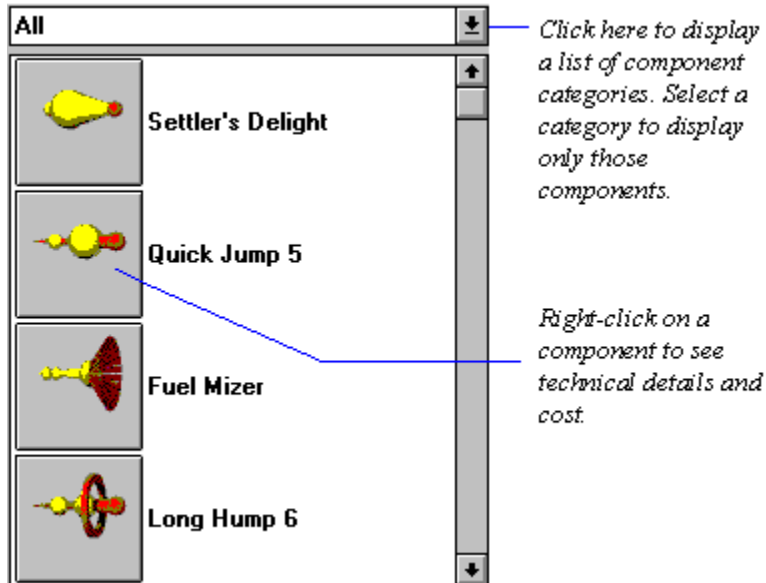 All
Click here to display
a list of component
categories. Select a
category to display
only those
components.
Settler's Delight
Quick Jump 5
Right-click on a
component to see
technical details and
cost.
Fuel Mizer
Long Hump 6